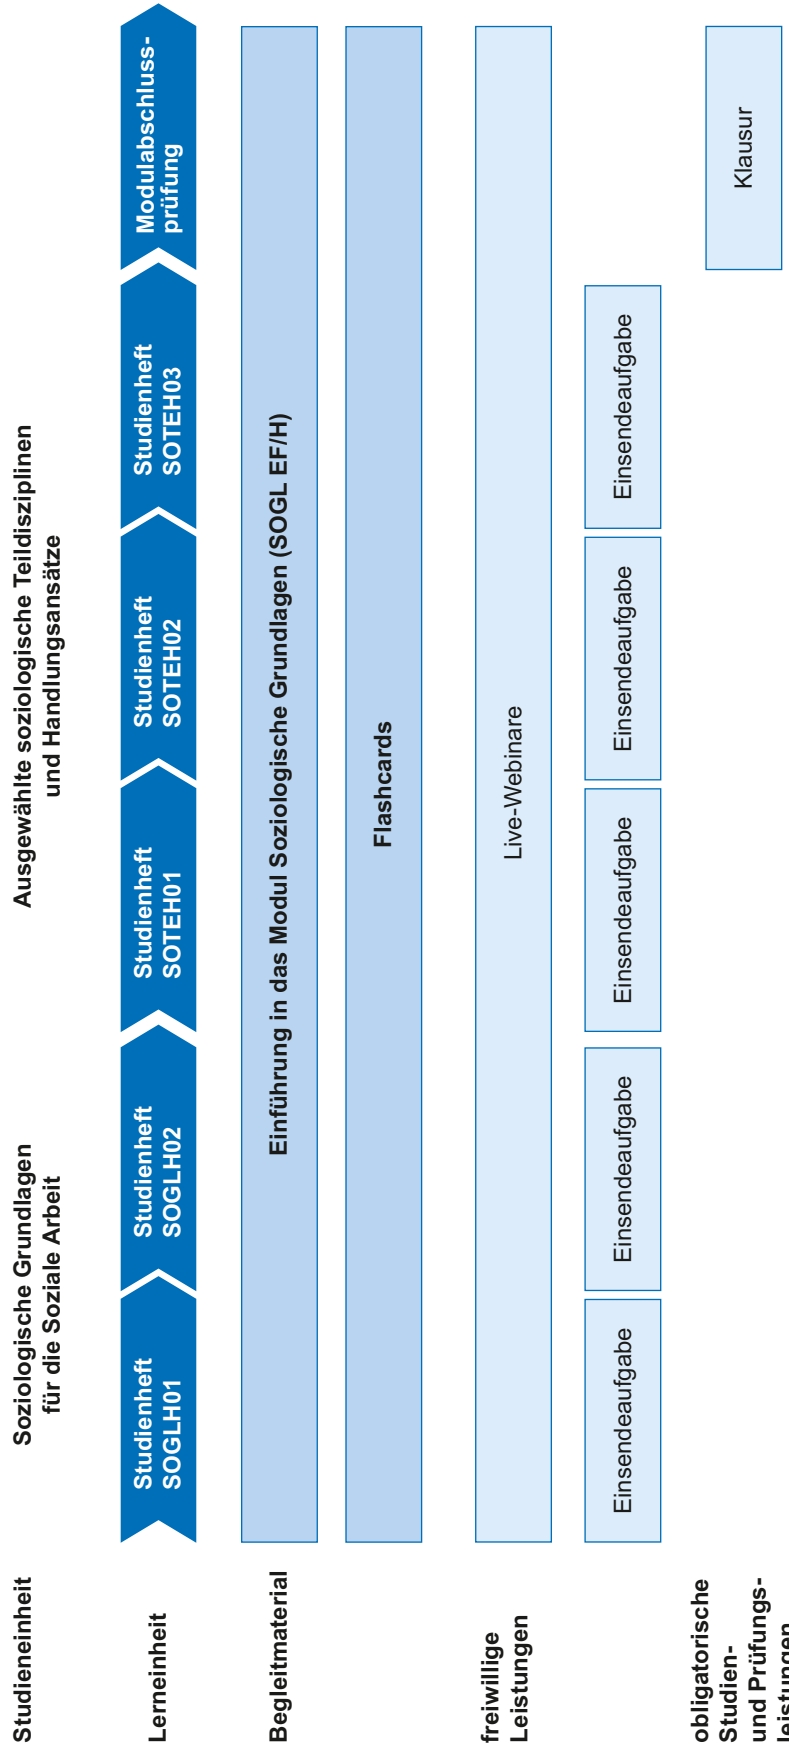 Studieneinheit
Soziologische Grundlagen
für die Soziale Arbeit
Ausgewählte soziologische Teildisziplinen
und Handlungsansätze
Lerneinheit
Studienheft
SOGLH01
Studienheft
SOGLH02
Studienheft
SOTEH01
Studienheft
SOTEH02
Studienheft
SOTEH03
Modulabschluss-
prüfung
Begleitmaterial
Einführung in das Modul Soziologische Grundlagen (SOGL EF/H)
Flashcards
freiwillige
Leistungen
Live-Webinare
Einsendeaufgabe
Einsendeaufgabe
Einsendeaufgabe
Einsendeaufgabe
Einsendeaufgabe
obligatorische
Studien-
und Prüfungs-
leistungen
Klausur